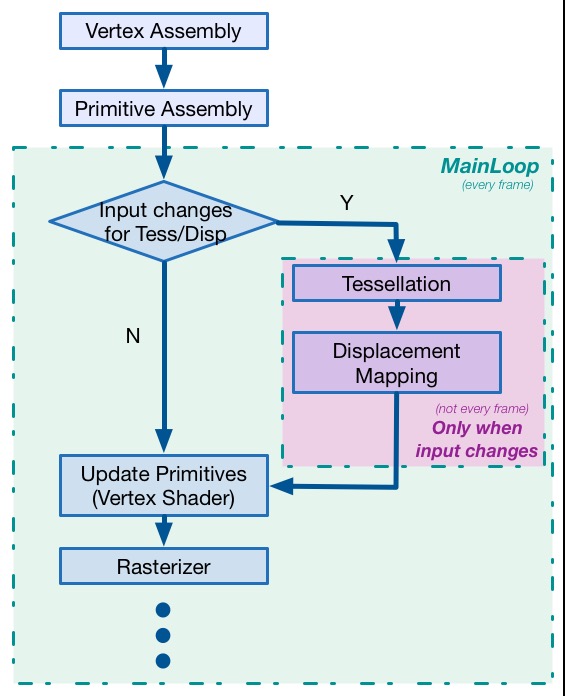 Vertex Assembly
Primitive Assembly
MainLoop
(every frame)
Input changes
for Tess/Disp
Y
Tessellation
N
Displacement
Mapping
(not every frame)
Only when
input changes
Update Primitives
(Vertex Shader)
Rasterizer